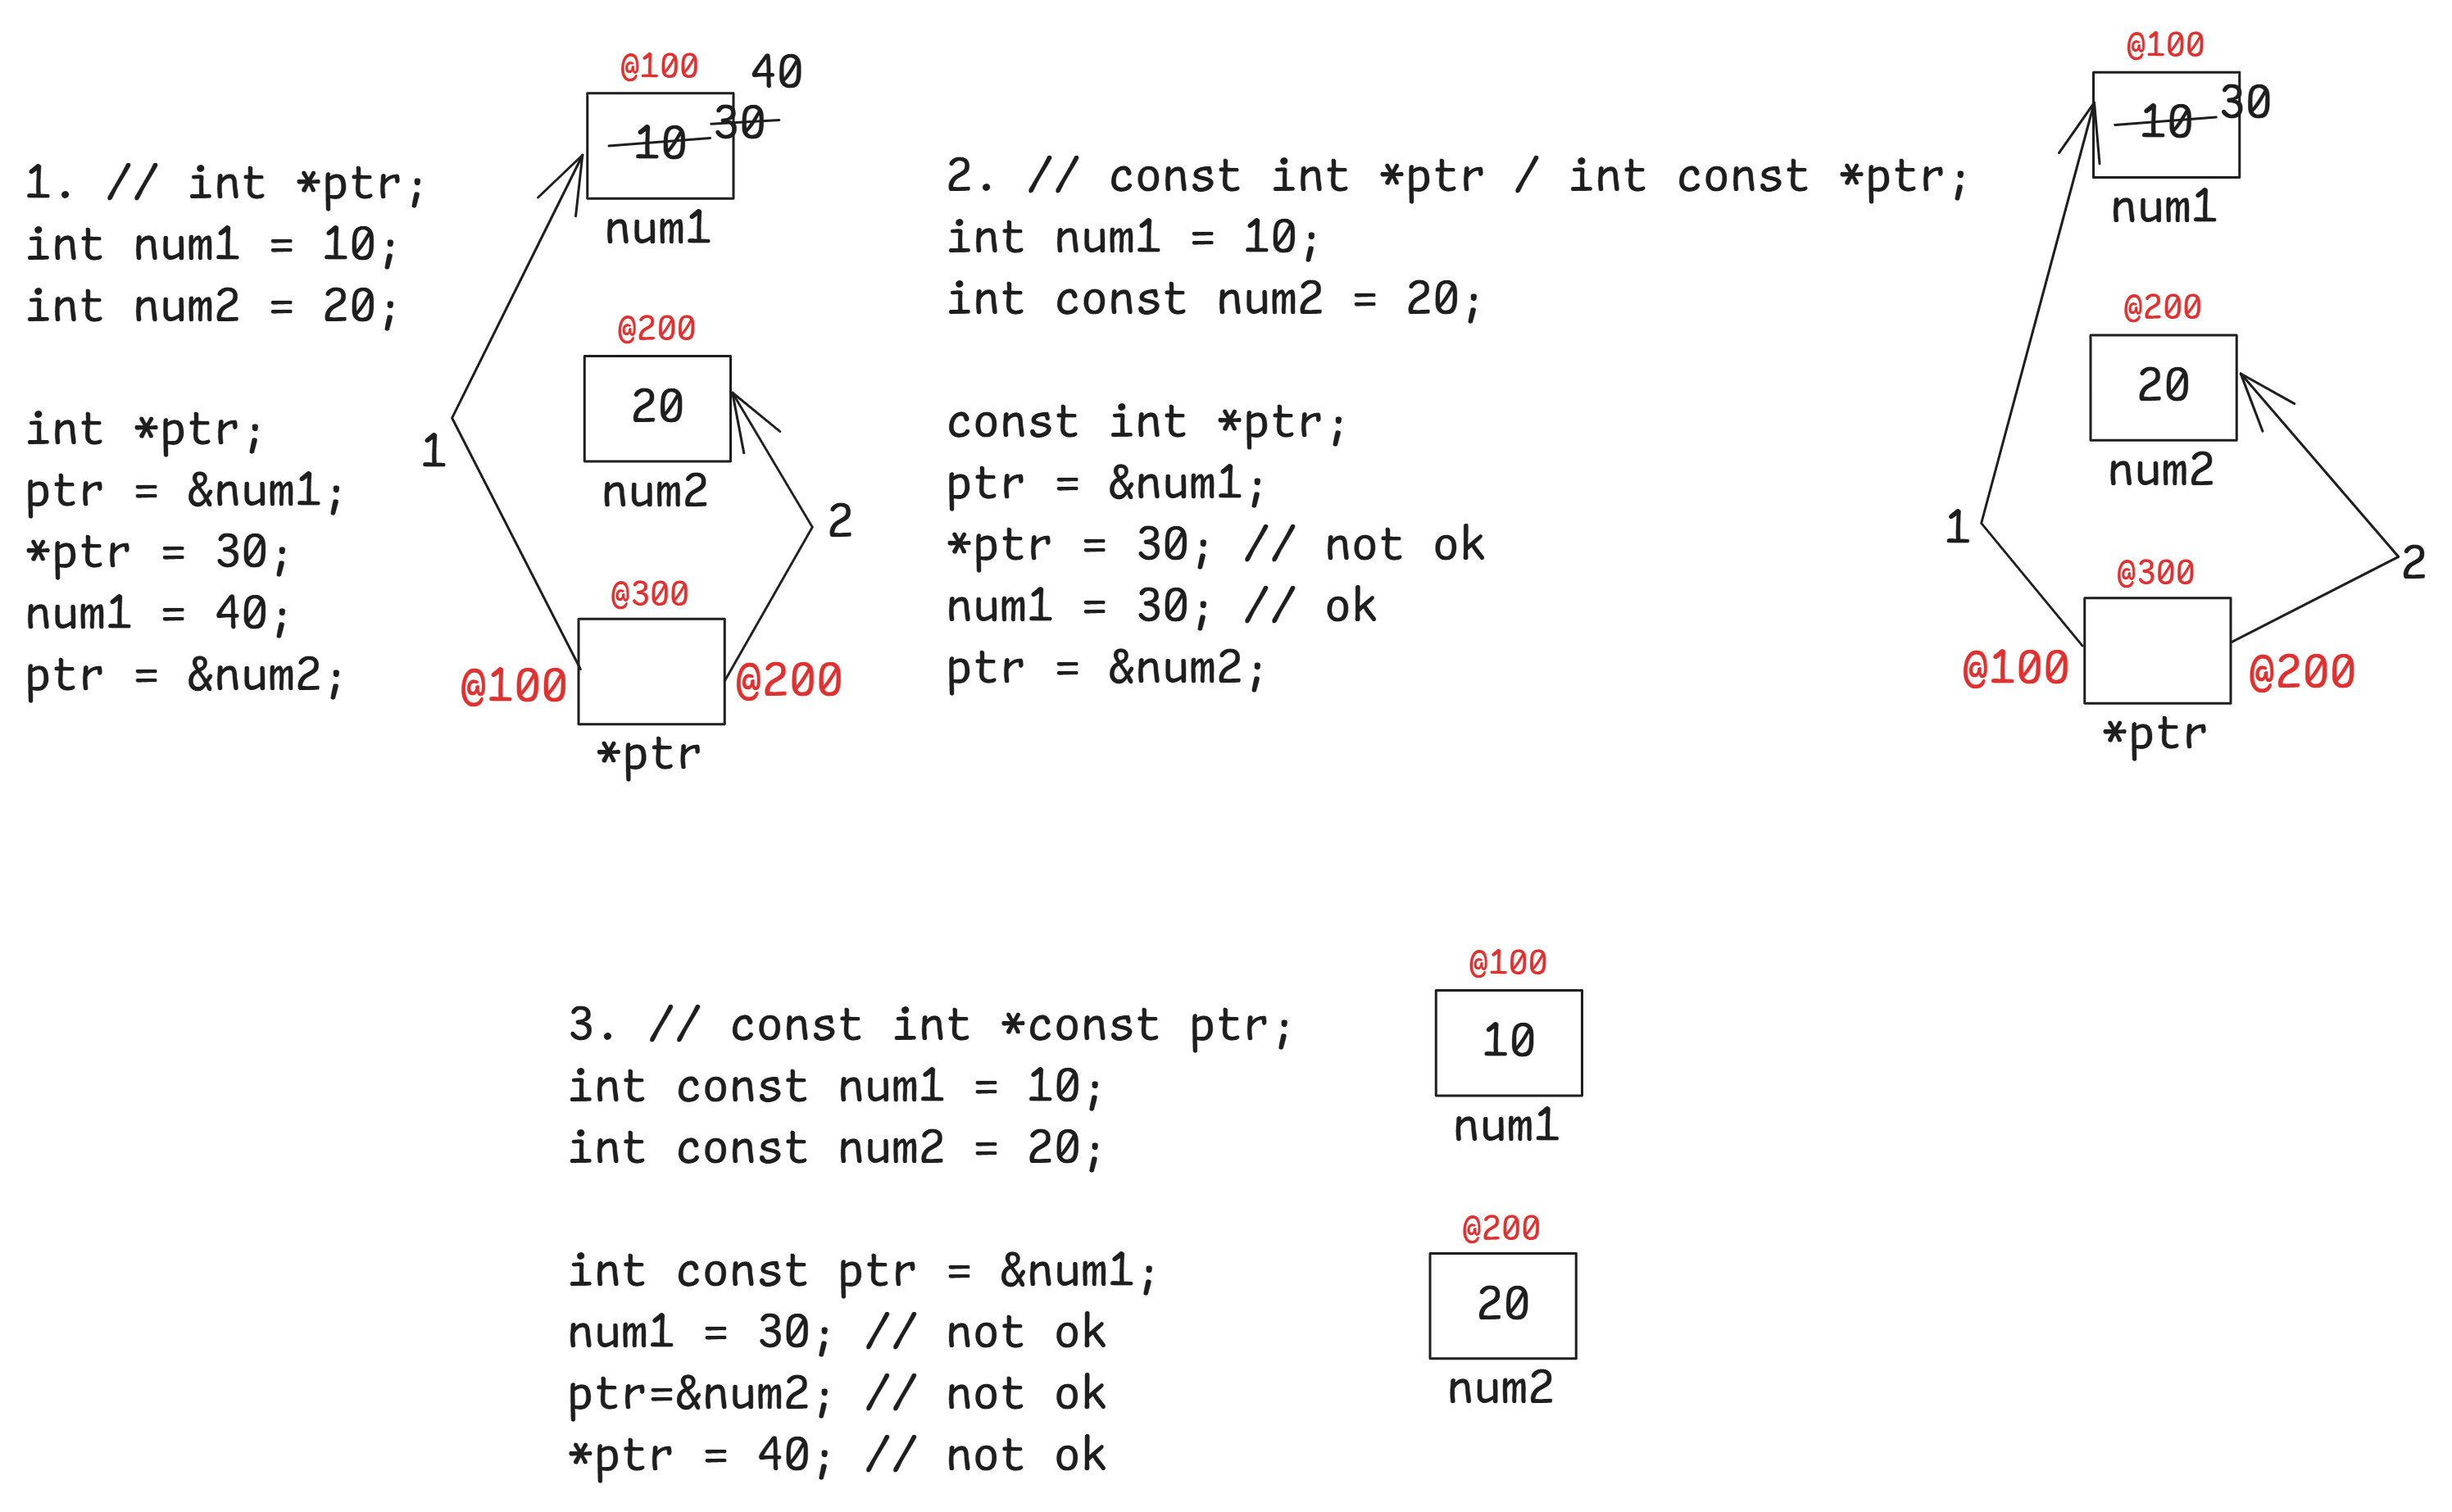 1. // int *ptr;
int num1 = 10;
int num2 = 20;
int *ptr;
ptr = &num1;
*ptr = 30;
num1 = 40;
ptr = &num2;
@100
40
30
10
num1
@200
20
num2
1
2
@300
@100
@200
*ptr
2. // const int *ptr / int const *ptr;
int num1 = 10;
int const num2 = 20;
const int *ptr;
ptr = &num1;
*ptr = 30; // not ok
num1 = 30; // ok
ptr = &num2;
@100
30
10
num1
@200
20
num2
1
2
@300
@100
@200
*ptr
3. // const int *const ptr;
int const num1 = 10;
int const num2 = 20;
int const ptr = &num1;
num1 = 30; // not ok
ptr=&num2; // not ok
*ptr = 40; // not ok
@100
10
num1
@200
20
num2